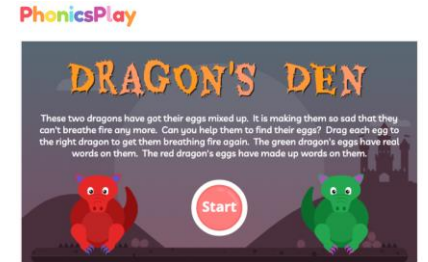 PhonicsPlay
DRAGON'S DEN
These two dragons have got their eggs mixed up. It is making them so sad that they
can't breathe fire any more. Can you help them to find their eggs? Drag each egg to
the right dragon to get them breathing fire again. The green dragon's eggs have real
words on them. The red dragon's eggs have made up words on them.
Start